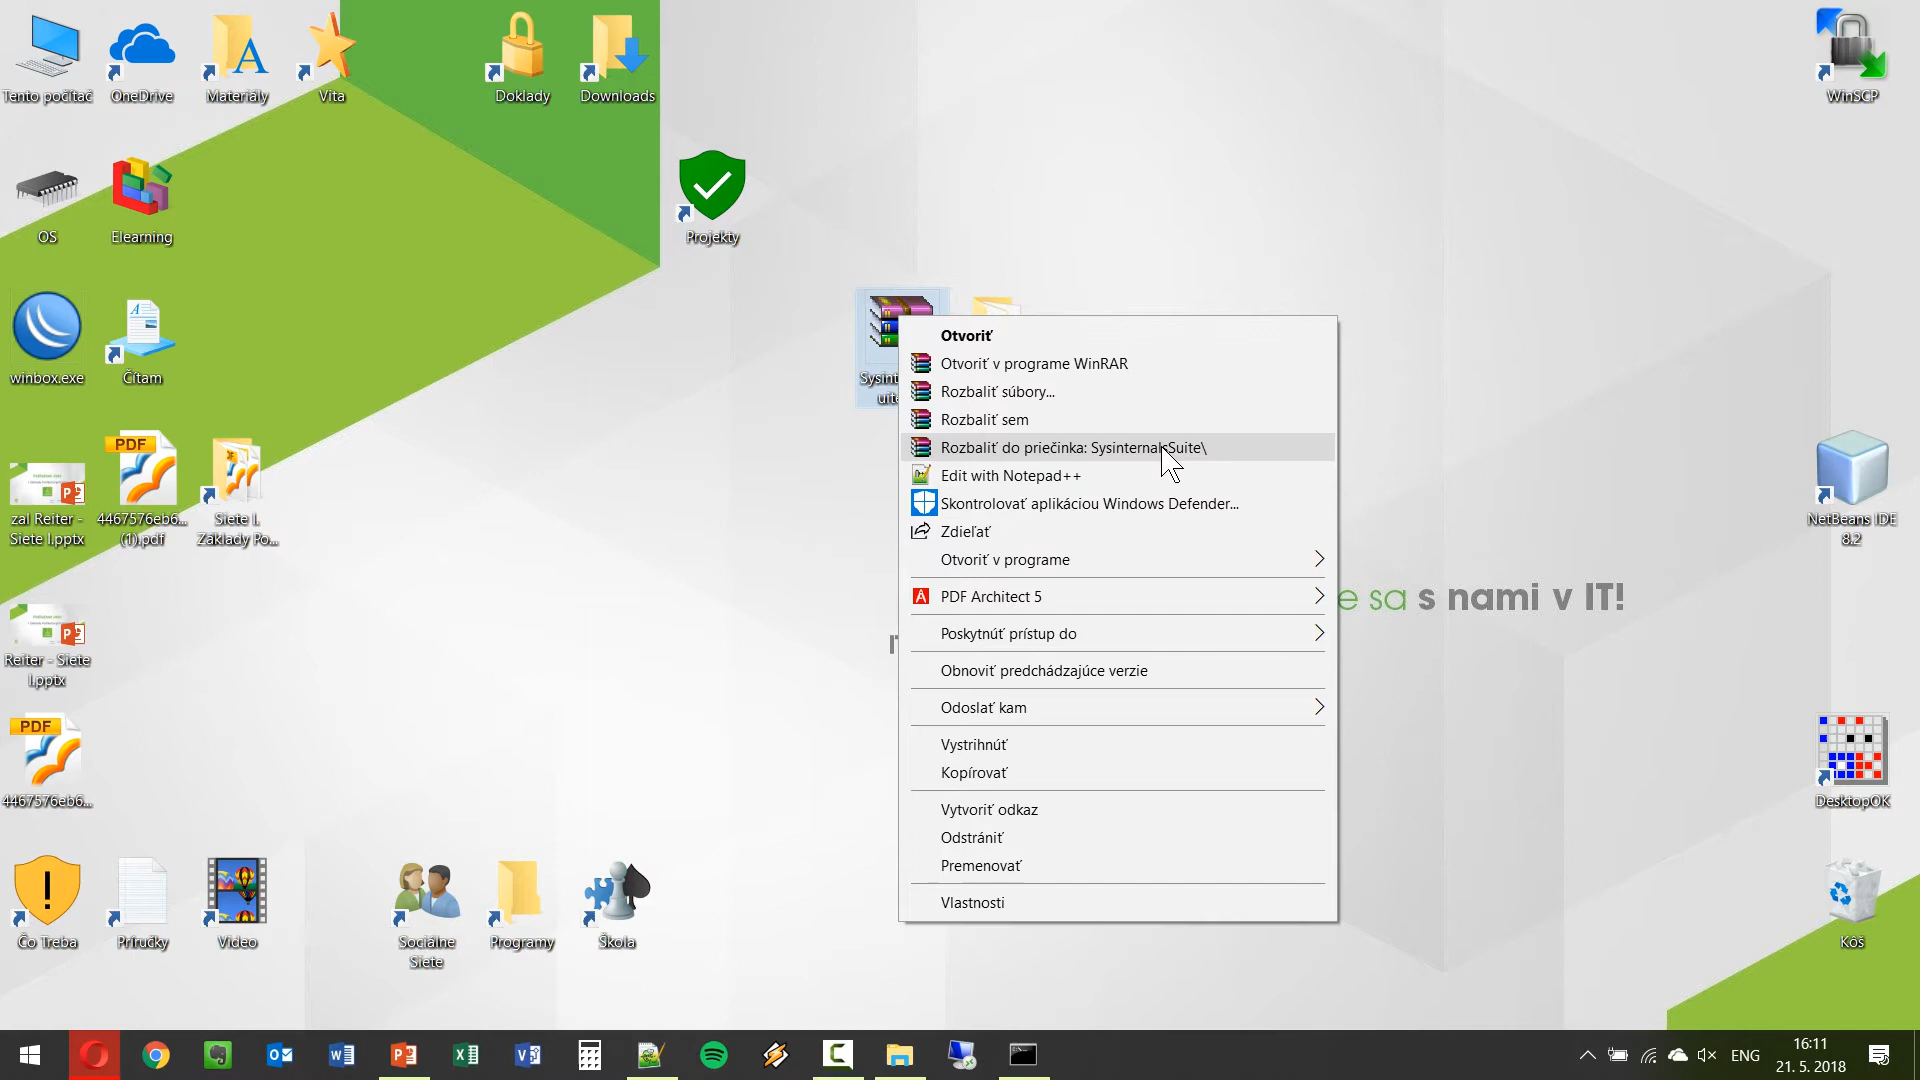 Tento počítač
OneDrive
Materiály
Vita
Doklady
Downloads
WinSCP
OS
Elearning
Projekty
winbox.exe
Čítam
PDF
zal Reiter -
Siete I.pptx
4467576eb6...
(1).pdf
Siete I.
Základy Po...
NetBeans IDE
8.2
Reiter - Siete
I.pptx
PDF
4467576eb6...
DesktopOK
Čo Treba
Príručky
Video
Sociálne
Siete
Programy
Škola
Kôš
Otvoriť
Otvoriť v programe WinRAR
Rozbaliť súbory...
Rozbaliť sem
Rozbaliť do priečinka: SysinternalsSuite\
Edit with Notepad++
Skontrolovať aplikáciou Windows Defender...
Zdieľať
Otvoriť v programe
PDF Architect 5
Poskytnúť prístup do
Obnoviť predchádzajúce verzie
Odoslať kam
Vystrihnúť
Kopírovať
Vytvoriť odkaz
Odstrániť
Premenovať
Vlastnosti
e sa s nami v IT!
ENG
16:11
21. 5. 2018